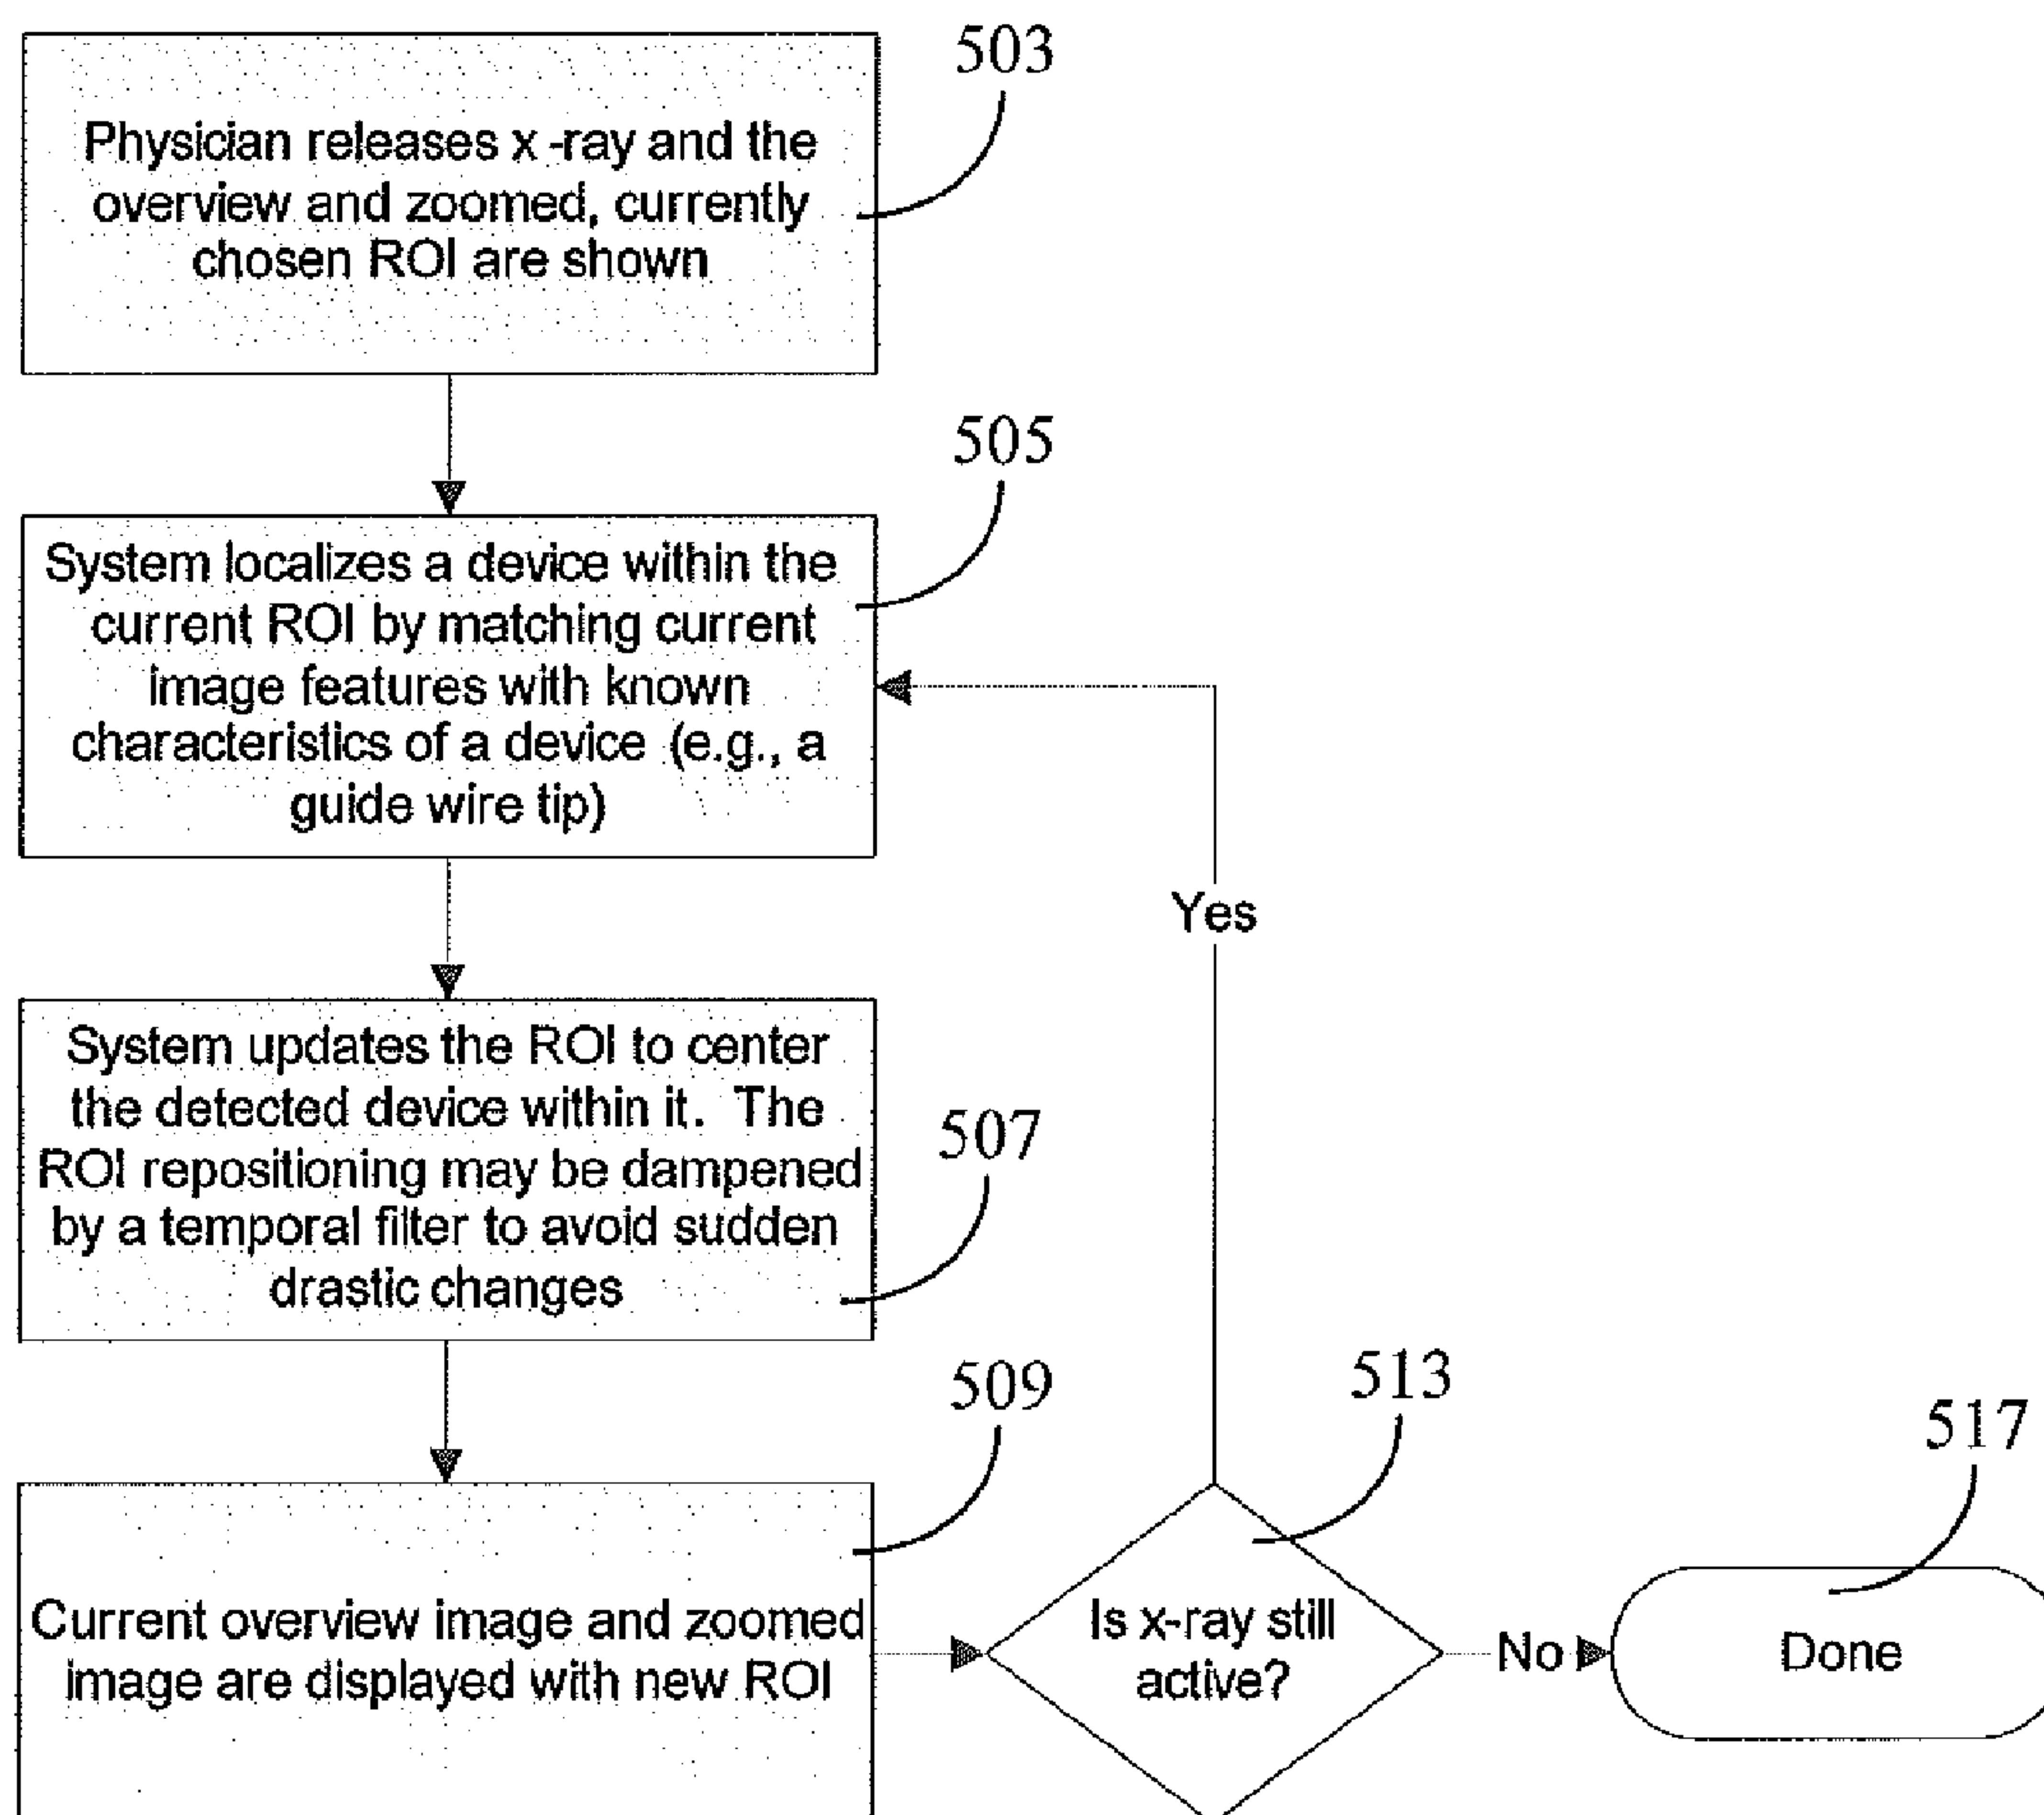 503
Physician releases x -ray and the
overview and zoomed, currently
chosen ROI are shown
505
System localizes a device within the
current ROI by matching current
image features with known
characteristics of a device (e.g., a
guide wire tip)
Yes
System updates the ROI to center
the detected device within it. The
ROI repositioning may be dampened
by a temporal filter to avoid sudden
drastic changes
507
509
513
517
Current overview image and zoomed
image are displayed with new ROI
Is x-ray still
active?
No
Done